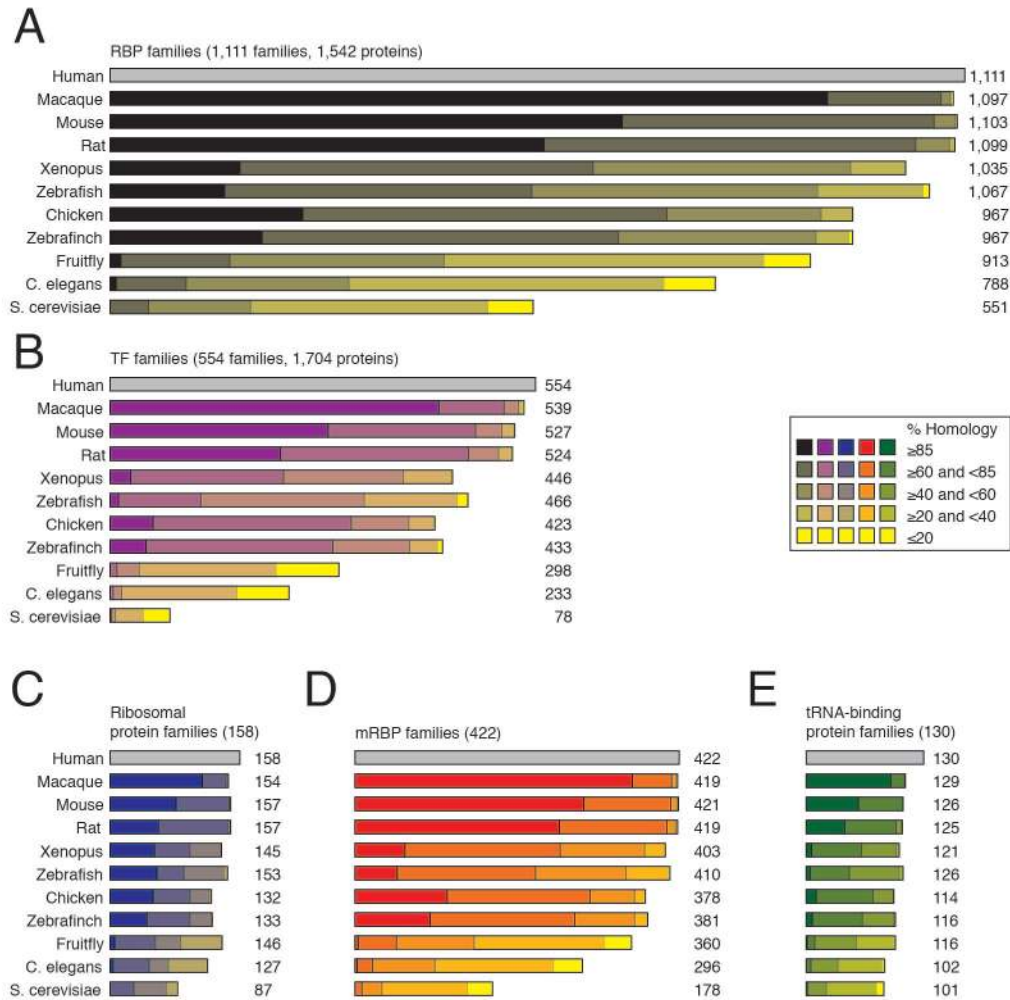 A
RBP families (1,111 families, 1,542 proteins)
Human 1,111
Macaque 1,097
Mouse 1,103
Rat 1,099
Xenopus 1,035
Zebrafish 1,067
Chicken 967
Zebrafinch 967
Fruitfly 913
C. elegans 788
S. cerevisiae 551
B
TF families (554 families, 1,704 proteins)
Human 554
Macaque 539
Mouse 527
Rat 524
Xenopus 446
Zebrafish 466
Chicken 423
Zebrafinch 433
Fruitfly 298
C. elegans 233
S. cerevisiae 78
% Homology
≥85
≥60 and <85
≥40 and <60
≥20 and <40
≤20
C
Ribosomal
protein families (158)
Human 158
Macaque 154
Mouse 157
Rat 157
Xenopus 145
Zebrafish 153
Chicken 132
Zebrafinch 133
Fruitfly 146
C. elegans 127
S. cerevisiae 87
D
mRBP families (422)
422
419
421
419
403
410
378
381
360
296
178
E
tRNA-binding
protein families (130)
130
129
126
125
121
126
114
116
116
102
101